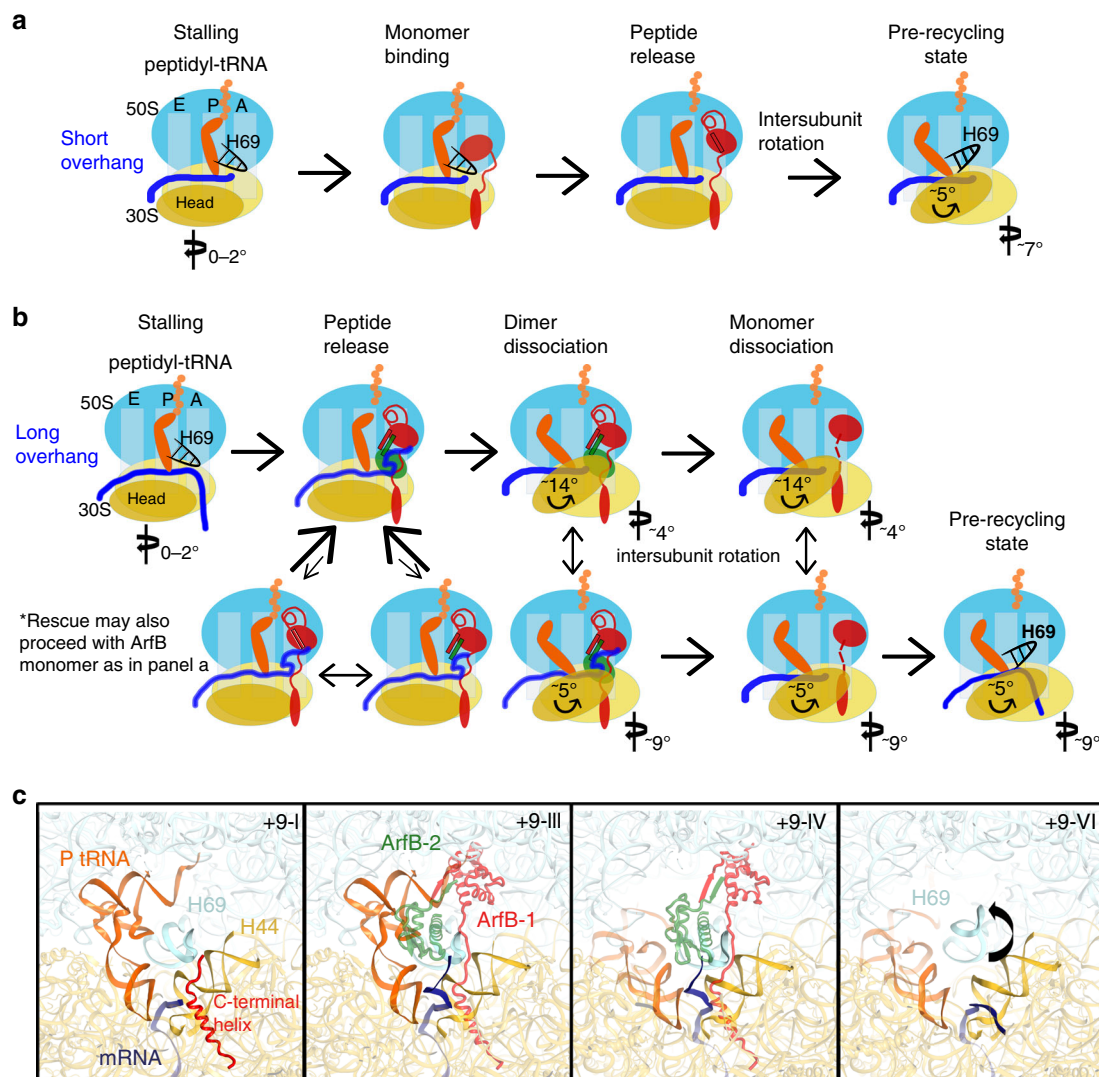 a
Stalling
peptidyl-tRNA
50S
E P A
H69
Short
overhang
Head
30S
0–2°
Monomer
binding
Peptide
release
Intersubunit
rotation
Pre-recycling
state
H69
~5°
~7°
b
Stalling
peptidyl-tRNA
50S
E P A
H69
Long
overhang
Head
30S
0–2°
Peptide
release
Dimer
dissociation
~14°
~4°
Monomer
dissociation
~14°
~4°
intersubunit rotation
*Rescue may also
proceed with ArfB
monomer as in panel a
~5°
~9°
~5°
~9°
Pre-recycling
state
H69
~5°
~9°
c
+9-I
P tRNA
H69
H44
C-terminal
helix
mRNA
+9-III
ArfB-2
ArfB-1
+9-IV
+9-VI
H69